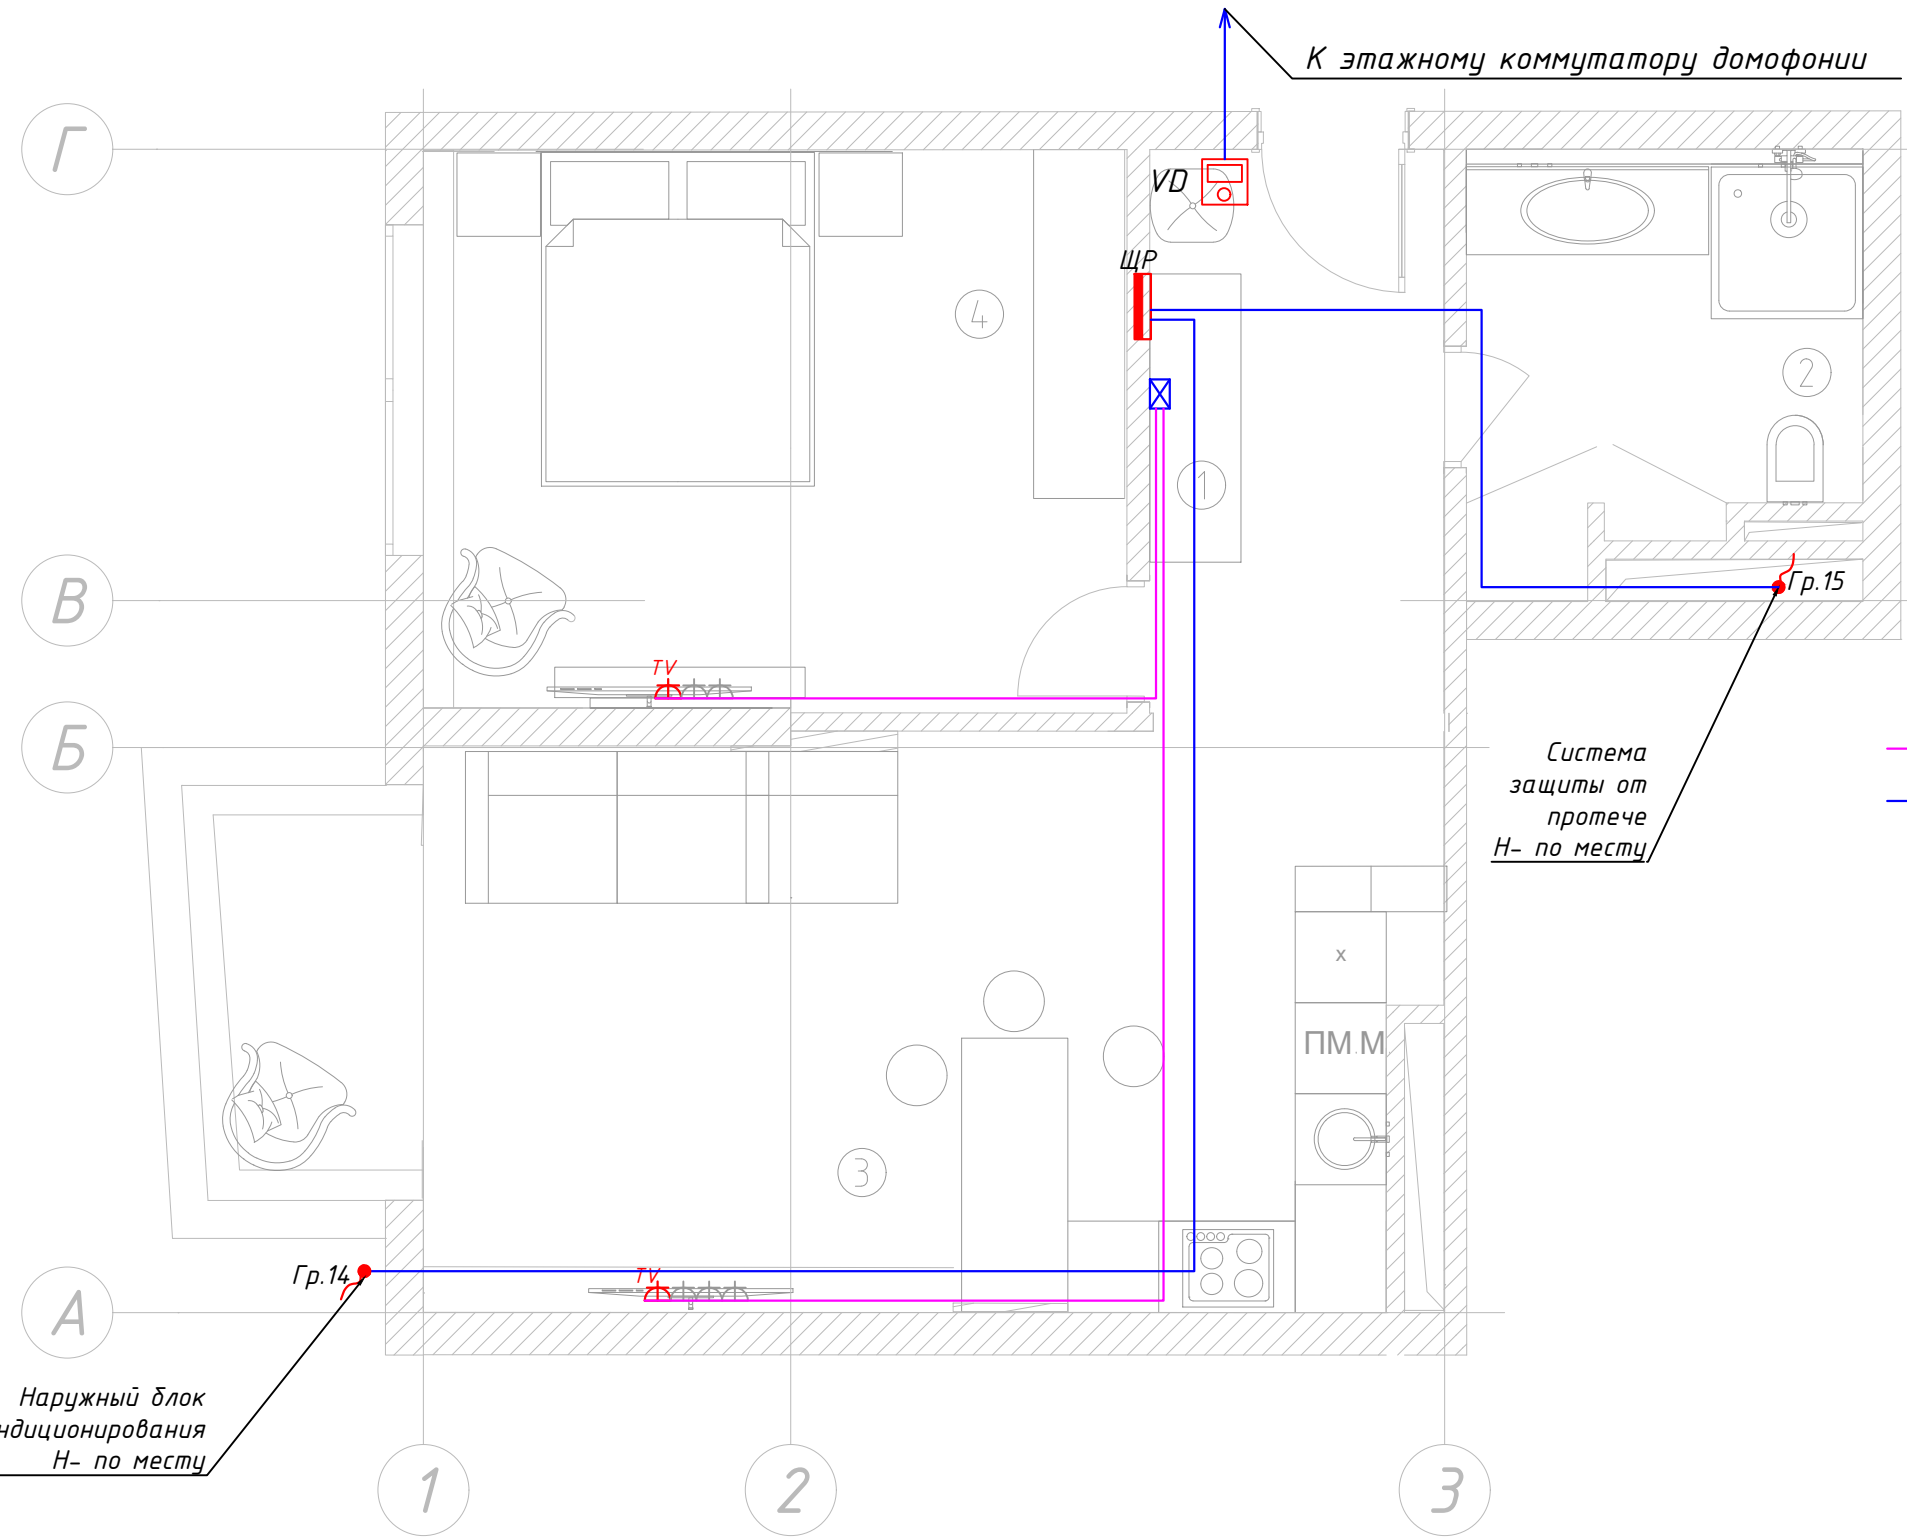 К этажному коммутатору домофонии
Г
VD
ЩР
4
2
1
В
Гр.15
TV
Б
Система
защиты от
протече
Н- по месту
х
ПМ.М
3
Гр.14
TV
А
Наружный блок
ндиционирования
Н- по месту
1
2
3